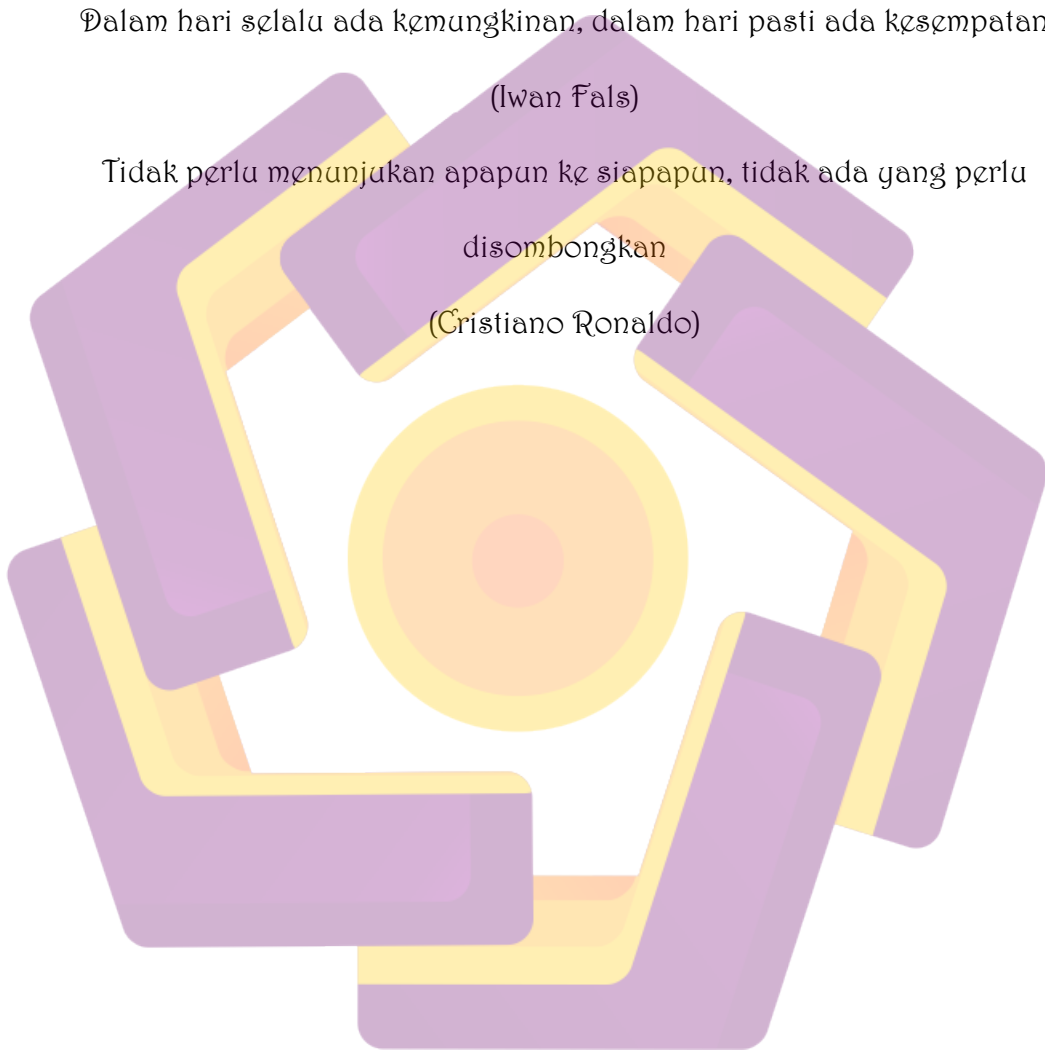 Dalam hari selalu ada kemungkinan, dalam hari pasti ada kesempatan
(Iwan Fals)
Tidak perlu menunjukan apapun ke siapapun, tidak ada yang perlu
disombongkan
(Cristiano Ronaldo)